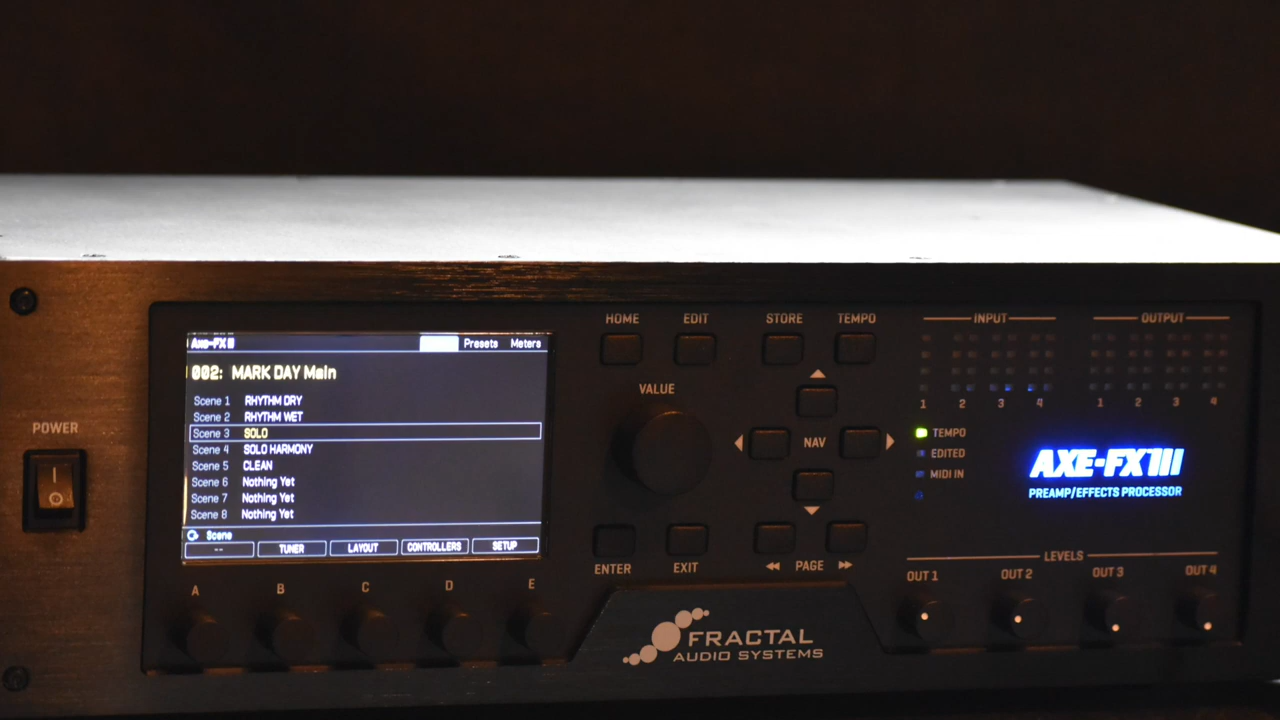 Axe-FX III
Presets
Meters
002: MARK DAY Main
Scene 1 RHYTHM DRY
Scene 2 RHYTHM WET
Scene 3 SOLO
Scene 4 SOLO HARMONY
Scene 5 CLEAN
Scene 6 Nothing Yet
Scene 7 Nothing Yet
Scene 8 Nothing Yet
Scene
-- TUNER LAYOUT CONTROLLERS SETUP
A B C D E
POWER
HOME EDIT STORE TEMPO
VALUE
NAV
ENTER EXIT PAGE
FRACTAL
AUDIO SYSTEMS
INPUT OUTPUT
1 2 3 4 1 2 3 4
TEMPO
EDITED
MIDI IN
AXE-FX III
PREAMP/EFFECTS PROCESSOR
LEVELS
OUT 1 OUT 2 OUT 3 OUT 4